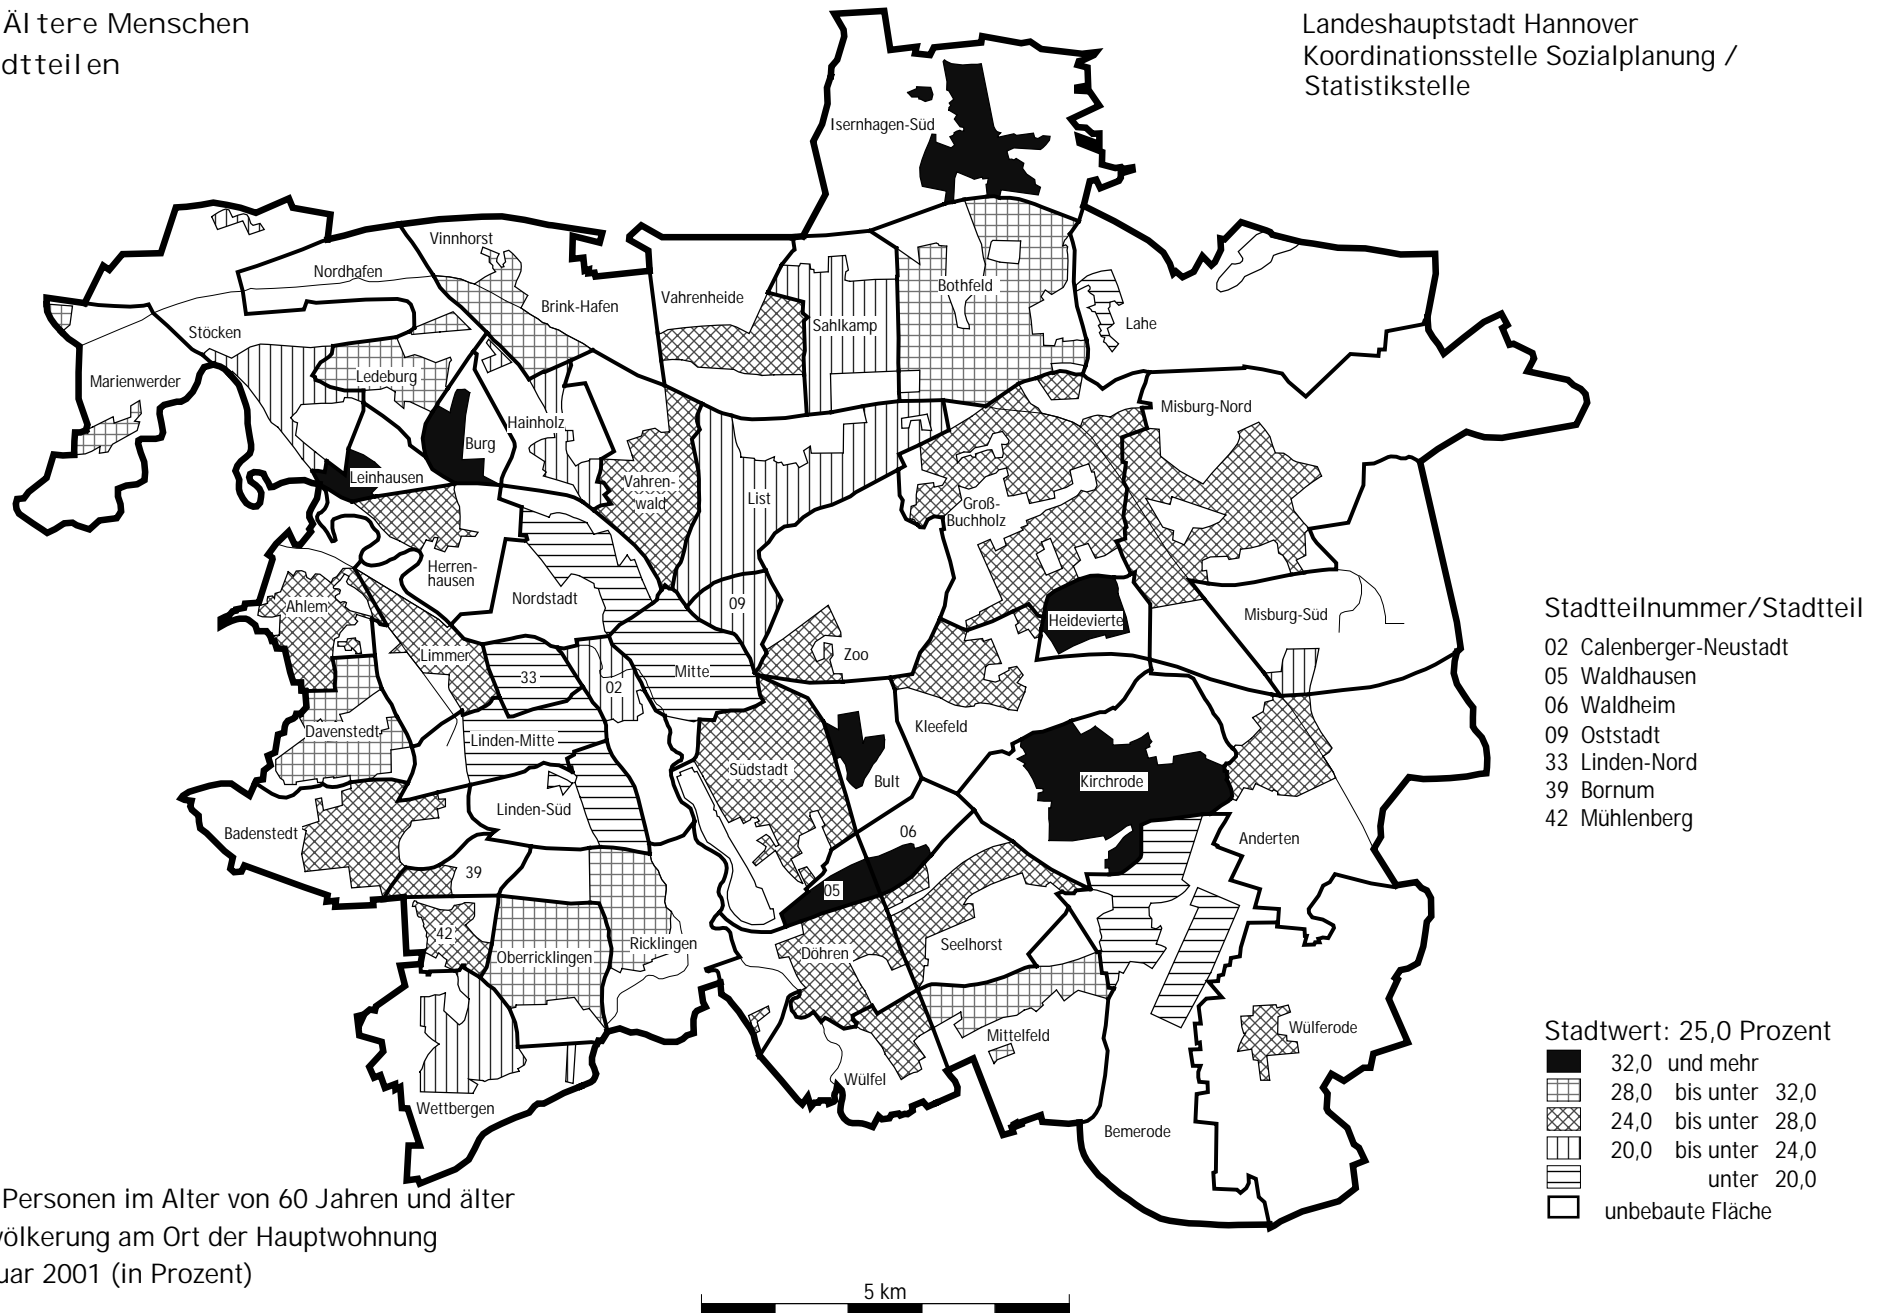 Ältere Menschen
dtteilen
Landeshauptstadt Hannover
Koordinationsstelle Sozialplanung /
Statistikstelle
Isernhagen-Süd
Vinnhorst
Nordhafen
Brink-Hafen
Vahrenheide
Bothfeld
Stöcken
Sahlkamp
Lahe
Marienwerder
Ledeburg
Misburg-Nord
Hainholz
Burg
Leinhausen
Vahren-
wald
List
Groß-
Buchholz
Herren-
hausen
Nordstadt
Ahlem
09
Heidevierte
Misburg-Süd
Limmer
Zoo
33
02
Mitte
Davenstedt
Linden-Mitte
Kleefeld
Südstadt
Bult
Kirchrode
Linden-Süd
Badenstedt
06
Anderten
39
05
42
Oberricklingen
Ricklingen
Döhren
Seelhorst
Wülferode
Mittelfeld
Wülfel
Wettbergen
Bemerode
Stadtteilnummer/Stadtteil
02 Calenberger-Neustadt
05 Waldhausen
06 Waldheim
09 Oststadt
33 Linden-Nord
39 Bornum
42 Mühlenberg
Stadtwert: 25,0 Prozent
32,0 und mehr
28,0 bis unter 32,0
24,0 bis unter 28,0
20,0 bis unter 24,0
unter 20,0
unbebaute Fläche
Personen im Alter von 60 Jahren und älter
völkerung am Ort der Hauptwohnung
uar 2001 (in Prozent)
5 km